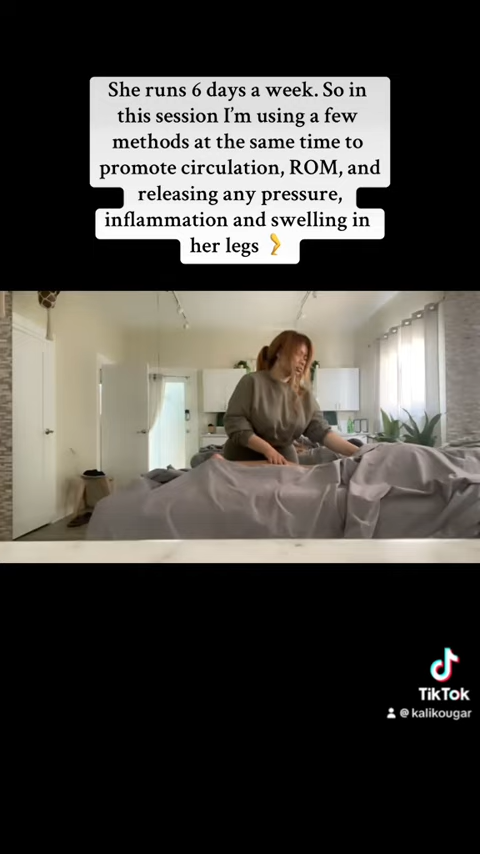 She runs 6 days a week. So in
this session I'm using a few
methods at the same time to
promote circulation, ROM, and
releasing any pressure,
inflammation and swelling in
her legs 🦵
TikTok
@kalikougar